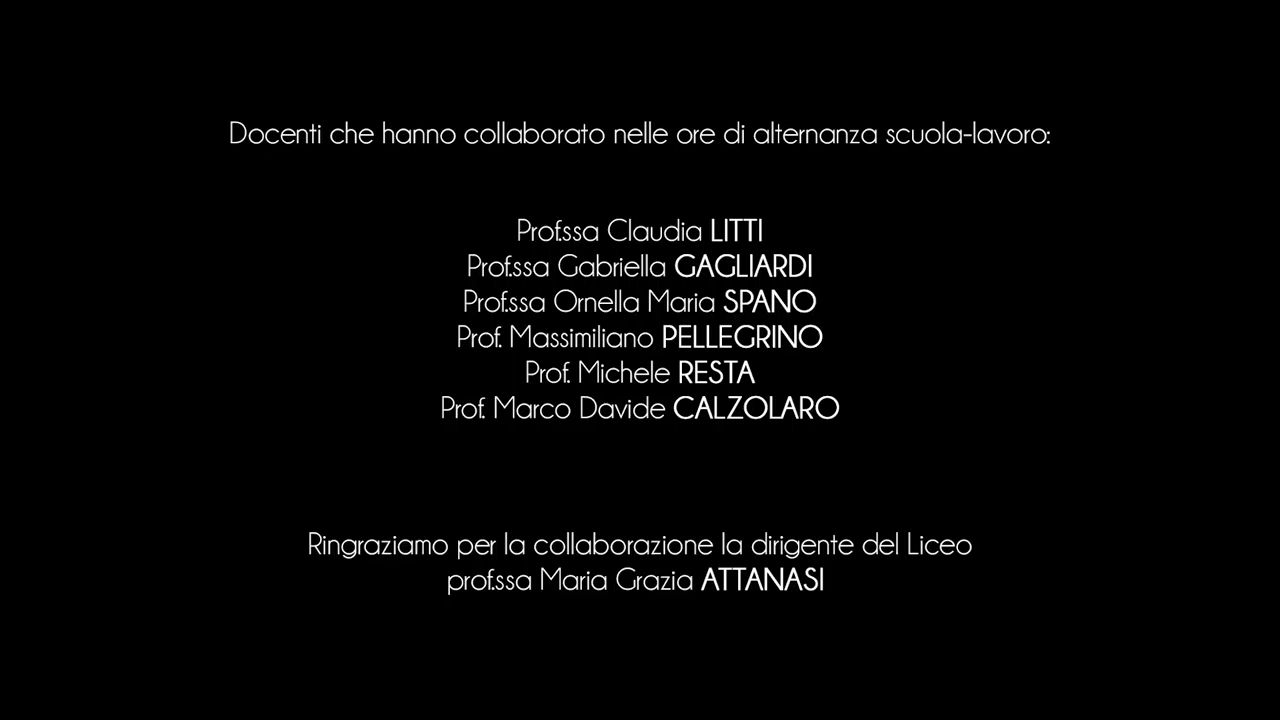 Docenti che hanno collaborato nelle ore di alternanza scuola-lavoro:
Prof.ssa Claudia LITTI
Prof.ssa Gabriella GAGLIARDI
Prof.ssa Ornella Maria SPANO
Prof. Massimiliano PELLEGRINO
Prof. Michele RESTA
Prof. Marco Davide CALZOLARO
Ringraziamo per la collaborazione la dirigente del Liceo
prof.ssa Maria Grazia ATTANASI